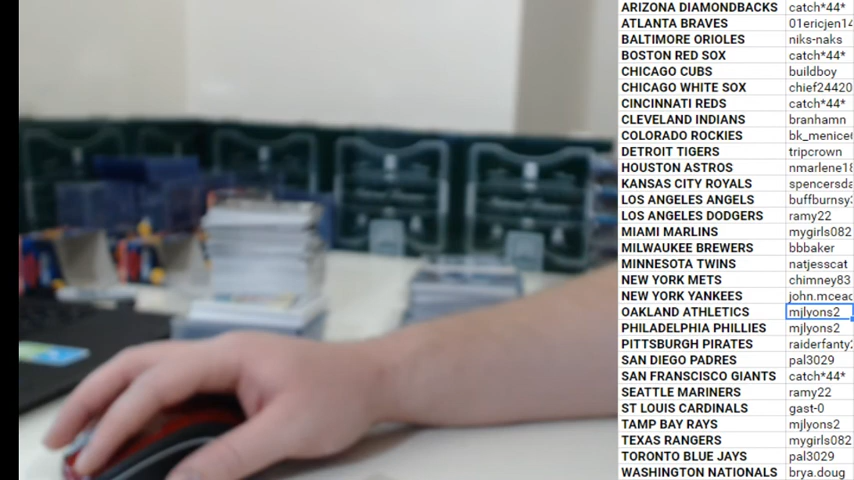 ARIZONA DIAMONDBACKS catch*44*
ATLANTA BRAVES 01ericjen14
BALTIMORE ORIOLES niks-naks
BOSTON RED SOX catch*44*
CHICAGO CUBS buildboy
CHICAGO WHITE SOX chief24420
CINCINNATI REDS catch*44*
CLEVELAND INDIANS branhamn
COLORADO ROCKIES bk_menice
DETROIT TIGERS tripcrown
HOUSTON ASTROS nmarlene18
KANSAS CITY ROYALS spencersda
LOS ANGELES ANGELS buffburnsy
LOS ANGELES DODGERS ramy22
MIAMI MARLINS mygirls082
MILWAUKEE BREWERS bbbaker
MINNESOTA TWINS natjesscat
NEW YORK METS chimney83
NEW YORK YANKEES john.mcead
OAKLAND ATHLETICS mjlyons2
PHILADELPHIA PHILLIES mjlyons2
PITTSBURGH PIRATES raiderfanty
SAN DIEGO PADRES pal3029
SAN FRANSCISCO GIANTS catch*44*
SEATTLE MARINERS ramy22
ST LOUIS CARDINALS gast-0
TAMP BAY RAYS mjlyons2
TEXAS RANGERS mygirls082
TORONTO BLUE JAYS pal3029
WASHINGTON NATIONALS brya.doug